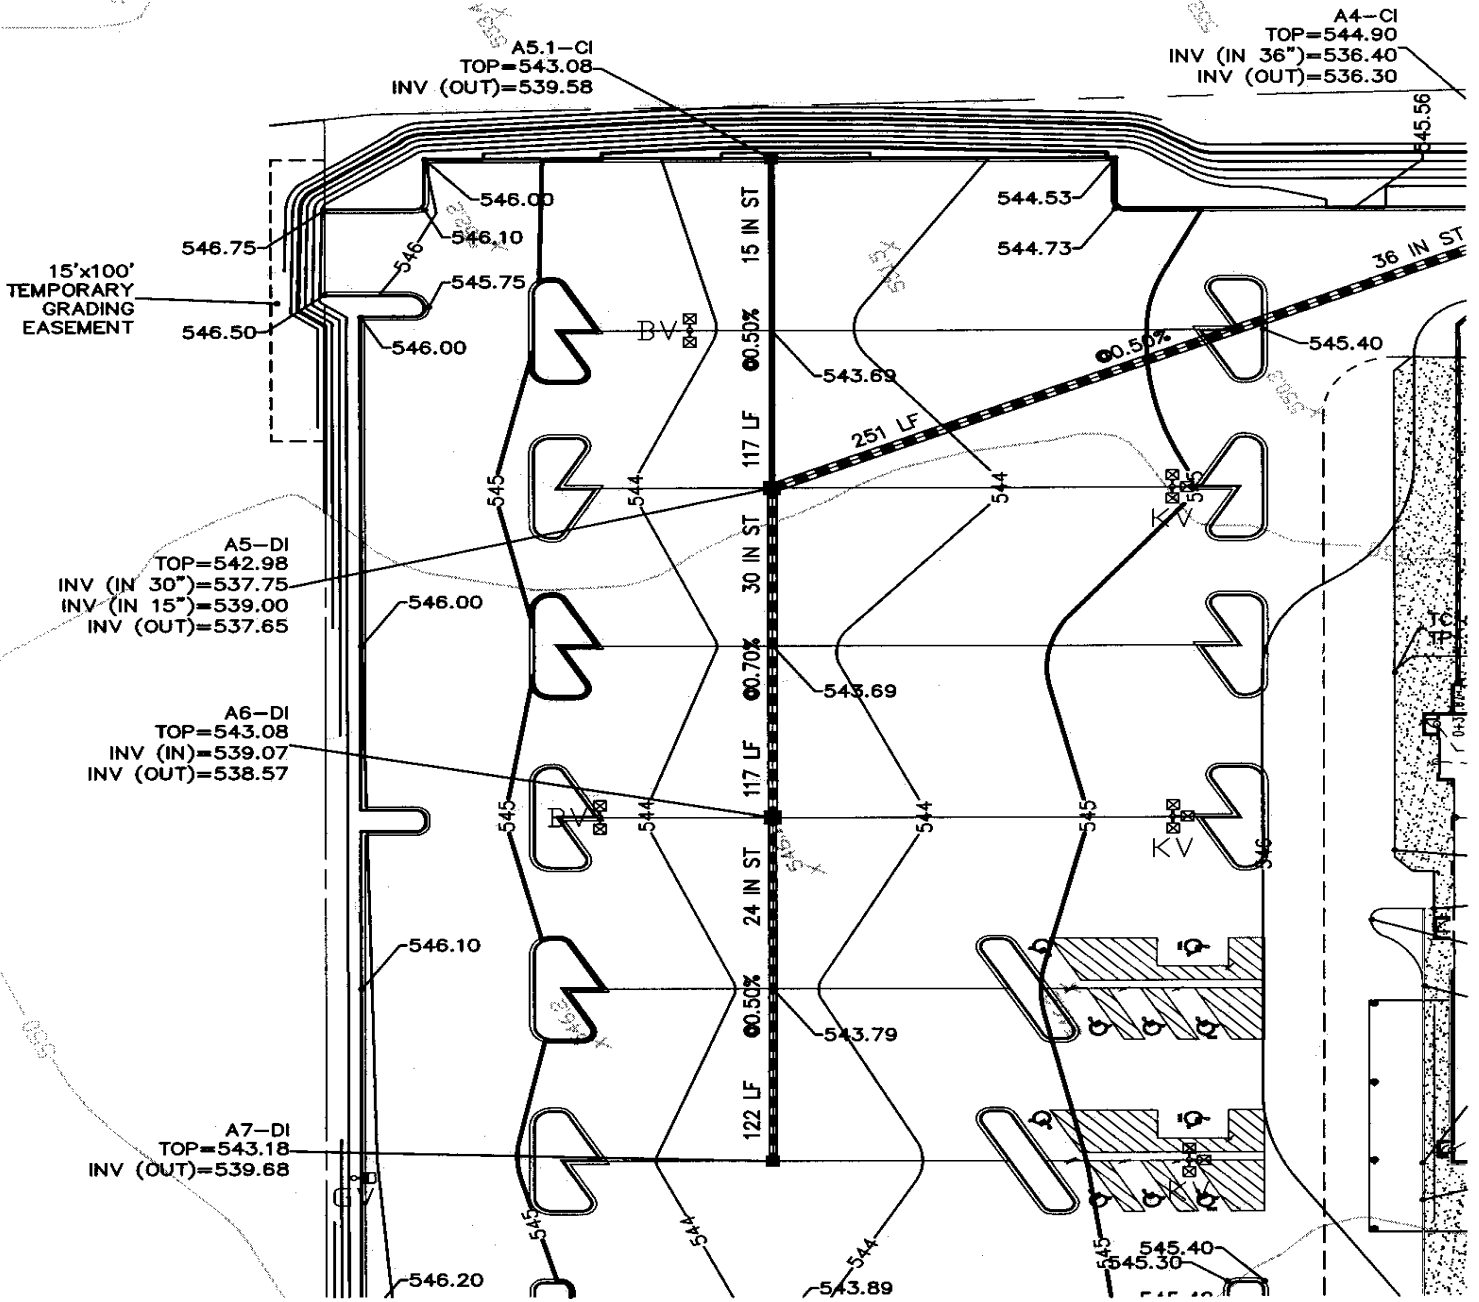 A5.1-CI
TOP=543.08
INV (OUT)=539.58
A4-CI
TOP=544.90
INV (IN 36")=536.40
INV (OUT)=536.30
545.56
546.00
546.10
546
545.75
546.75
15'x100'
TEMPORARY
GRADING
EASEMENT
546.50
546.00
544.53
544.73
36 IN ST
15 IN ST
@0.50%
117 LF
BV
543.69
251 LF
@0.50%
545.40
545
544
544
545
KV
550
A5-DI
TOP=542.98
INV (IN 30")=537.75
INV (IN 15")=539.00
INV (OUT)=537.65
546.00
30 IN ST
@0.70%
117 LF
543.69
TC
TP
A6-DI
TOP=543.08
INV (IN)=539.07
INV (OUT)=538.57
545
BV
544
544
545
KV
546
24 IN ST
@0.50%
122 LF
546.10
543.79
550
A7-DI
TOP=543.18
INV (OUT)=539.68
GV
KV
545
544
544
545
545.40
545.30
546.20
543.89